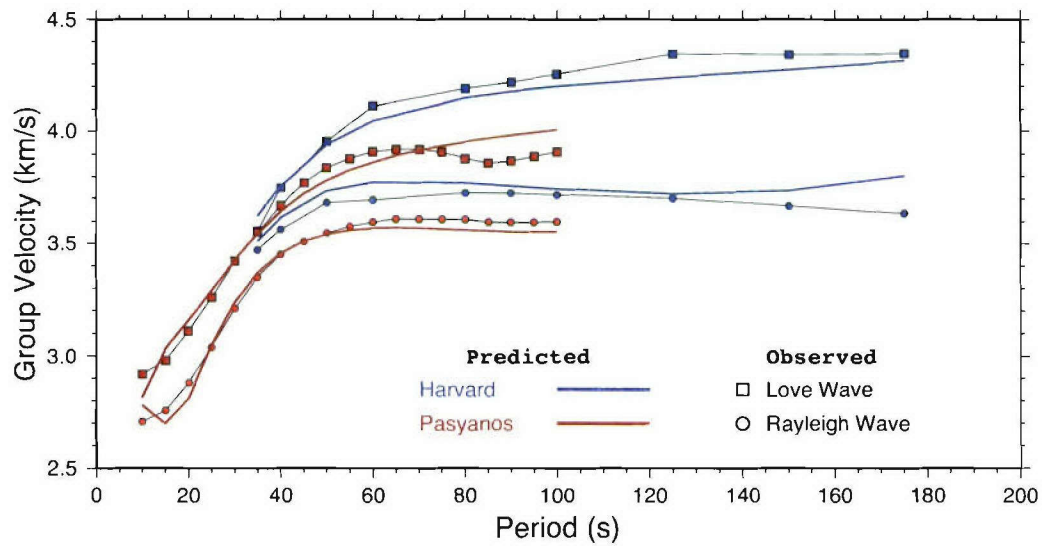 Group Velocity (km/s)
4.5
4.0
3.5
3.0
2.5
Predicted Observed
Harvard Love Wave
Pasyanos Rayleigh Wave
0 20 40 60 80 100 120 140 160 180 200
Period (s)